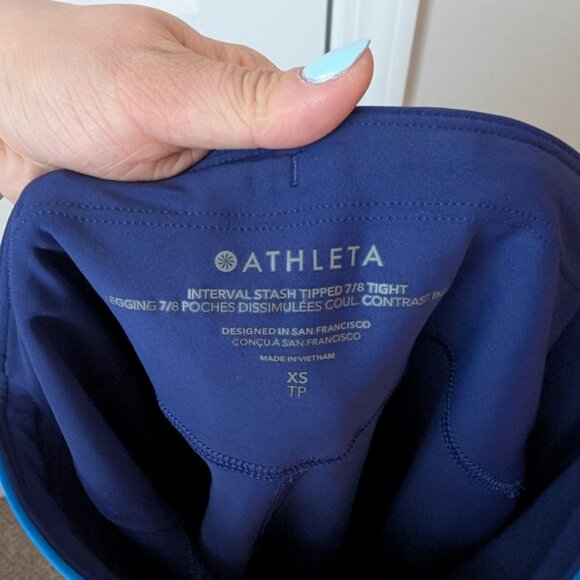 ATHLETA
INTERVAL STASH TIPPED 7/8 TIGHT
7/8 POCHES DISSIMULÉES COUL. CONTRAST
DESIGNED IN SAN FRANCISCO
CONÇU À SAN FRANCISCO
MADE IN VIETNAM
XS
TP